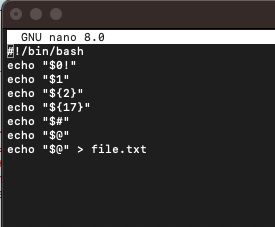 GNU nano 8.0
#!/bin/bash
echo "$0!"
echo "$1"
echo "${2}"
echo "${17}"
echo "$#"
echo "$@"
echo "$@" > file.txt